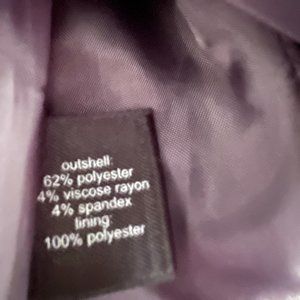 outshell:
62% polyester
4% viscose rayon
4% spandex
lining:
100% polyester